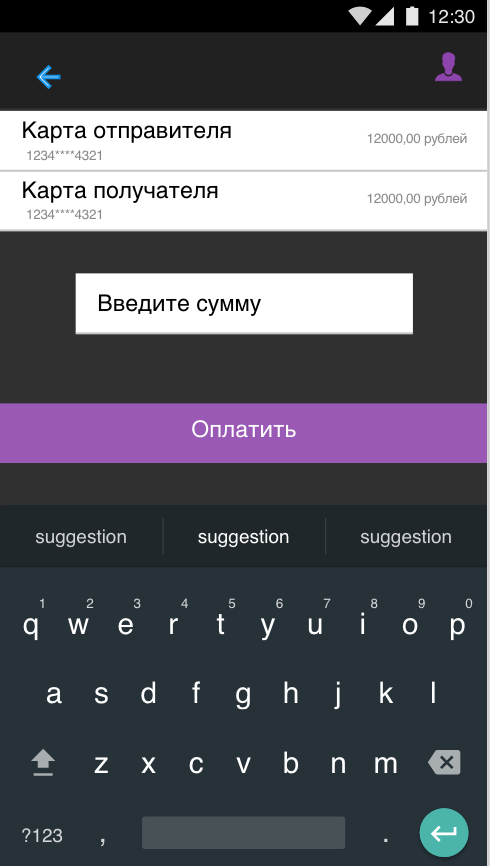 12:30
Карта отправителя
12000,00 рублей
1234****4321
Карта получателя
12000,00 рублей
1234****4321
Введите сумму
Оплатить
suggestion suggestion suggestion
1 2 3 4 5 6 7 8 9 0
q w e r t y u i o p
a s d f g h j k l
z x c v b n m
?123 , .